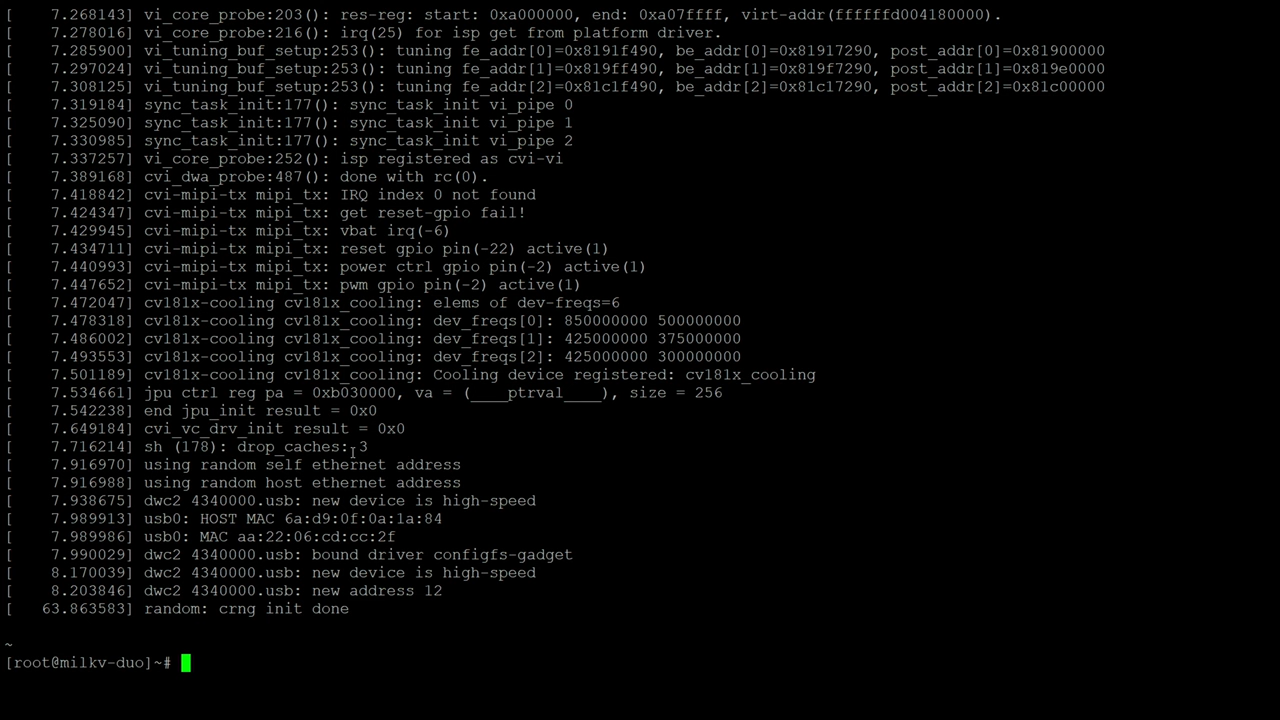 [    7.268143] vi_core_probe:203(): res-reg: start: 0xa000000, end: 0xa07ffff, virt-addr(ffffffd004180000).
[    7.278016] vi_core_probe:216(): irq(25) for isp get from platform driver.
[    7.285900] vi_tuning_buf_setup:253(): tuning fe_addr[0]=0x8191f490, be_addr[0]=0x81917290, post_addr[0]=0x81900000
[    7.297024] vi_tuning_buf_setup:253(): tuning fe_addr[1]=0x819ff490, be_addr[1]=0x819f7290, post_addr[1]=0x819e0000
[    7.308125] vi_tuning_buf_setup:253(): tuning fe_addr[2]=0x81c1f490, be_addr[2]=0x81c17290, post_addr[2]=0x81c00000
[    7.319184] sync_task_init:177(): sync_task_init vi_pipe 0
[    7.325090] sync_task_init:177(): sync_task_init vi_pipe 1
[    7.330985] sync_task_init:177(): sync_task_init vi_pipe 2
[    7.337257] vi_core_probe:252(): isp registered as cvi-vi
[    7.389168] cvi_dwa_probe:487(): done with rc(0).
[    7.418842] cvi-mipi-tx mipi_tx: IRQ index 0 not found
[    7.424347] cvi-mipi-tx mipi_tx: get reset-gpio fail!
[    7.429945] cvi-mipi-tx mipi_tx: vbat irq(-6)
[    7.434711] cvi-mipi-tx mipi_tx: reset gpio pin(-22) active(1)
[    7.440993] cvi-mipi-tx mipi_tx: power ctrl gpio pin(-2) active(1)
[    7.447652] cvi-mipi-tx mipi_tx: pwm gpio pin(-2) active(1)
[    7.472047] cv181x-cooling cv181x_cooling: elems of dev-freqs=6
[    7.478318] cv181x-cooling cv181x_cooling: dev_freqs[0]: 850000000 500000000
[    7.486002] cv181x-cooling cv181x_cooling: dev_freqs[1]: 425000000 375000000
[    7.493553] cv181x-cooling cv181x_cooling: dev_freqs[2]: 425000000 300000000
[    7.501189] cv181x-cooling cv181x_cooling: Cooling device registered: cv181x_cooling
[    7.534661] jpu ctrl reg pa = 0xb030000, va = (____ptrval____), size = 256
[    7.542238] end jpu_init result = 0x0
[    7.649184] cvi_vc_drv_init result = 0x0
[    7.716214] sh (178): drop_caches: 3
[    7.916970] using random self ethernet address
[    7.916988] using random host ethernet address
[    7.938675] dwc2 4340000.usb: new device is high-speed
[    7.989913] usb0: HOST MAC 6a:d9:0f:0a:1a:84
[    7.989986] usb0: MAC aa:22:06:cd:cc:2f
[    7.990029] dwc2 4340000.usb: bound driver configfs-gadget
[    8.170039] dwc2 4340000.usb: new device is high-speed
[    8.203846] dwc2 4340000.usb: new address 12
[   63.863583] random: crng init done
~
[root@milkv-duo]~#